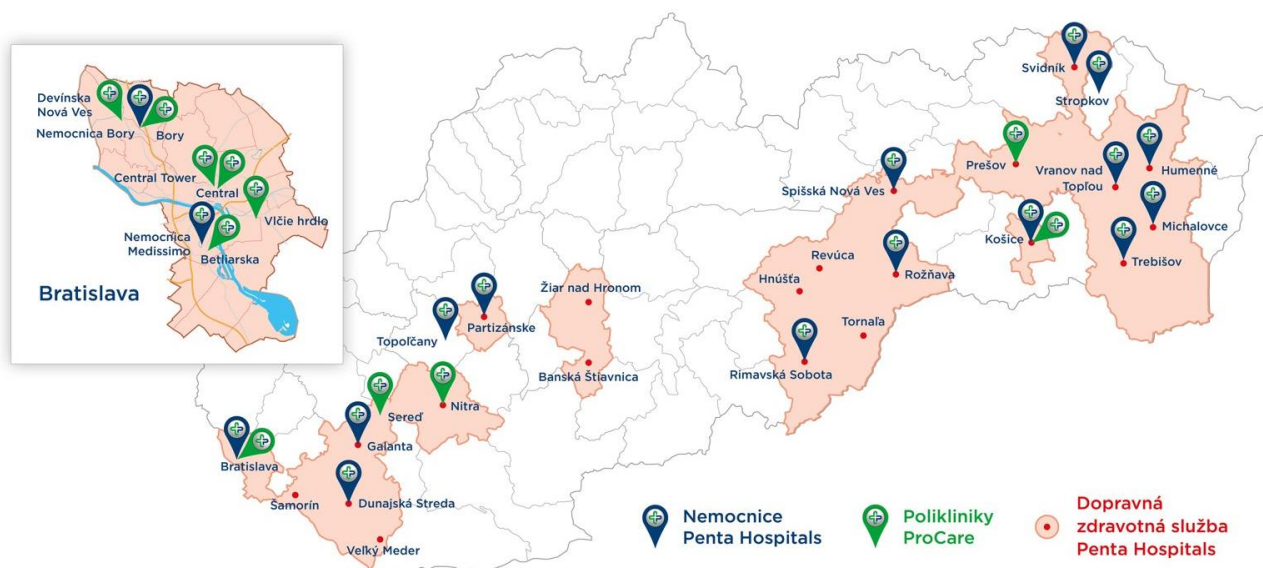 Devínska
Nová Ves
Nemocnica Bory
Bory
Central Tower
Central
Vlčie hrdlo
Nemocnica
Medissimo
Betliarska
Bratislava
Svidník
Stropkov
Prešov
Vranov nad
Topľou
Humenné
Spišská Nová Ves
Michalovce
Košice
Trebišov
Revúca
Rožňava
Hnúšťa
Žiar nad Hronom
Tornaľa
Partizánske
Topoľčany
Rimavská Sobota
Banská Štiavnica
Sereď
Nitra
Galanta
Bratislava
Šamorín
Dunajská Streda
Veľký Meder
Nemocnice
Penta Hospitals
Polikliniky
ProCare
Dopravná
zdravotná služba
Penta Hospitals